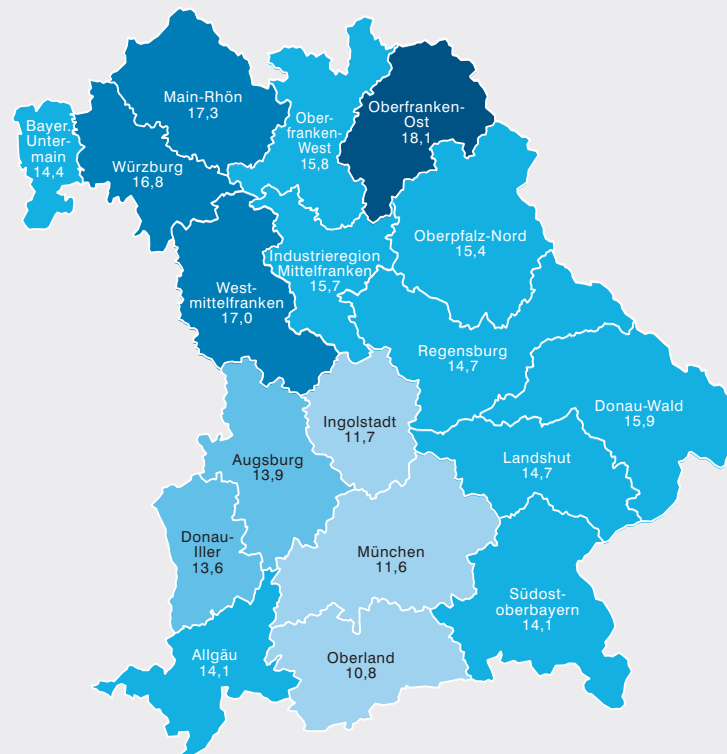 Main-Rhön
17,3
Ober-
franken-
West
15,8
Oberfranken-
Ost
18,1
Bayer.
Unter-
main
14,4
Würzburg
16,8
Oberpfalz-Nord
15,4
Industrieregion
Mittelfranken
15,7
West-
mittelfranken
17,0
Regensburg
14,7
Donau-Wald
15,9
Ingolstadt
11,7
Augsburg
13,9
Landshut
14,7
Donau-
Iller
13,6
München
11,6
Südost-
oberbayern
14,1
Allgäu
14,1
Oberland
10,8